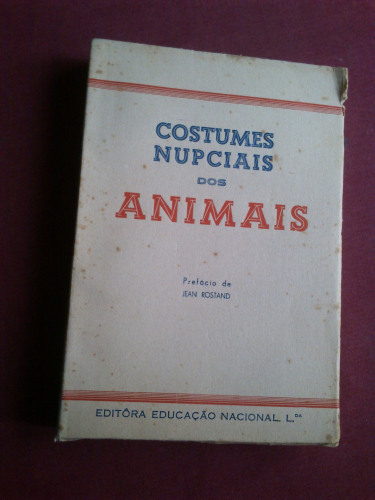 COSTUMES
NUPCIAIS
DOS
ANIMAIS
Prefácio de
JEAN ROSTAND
EDITÔRA EDUCAÇÃO NACIONAL, L.DA